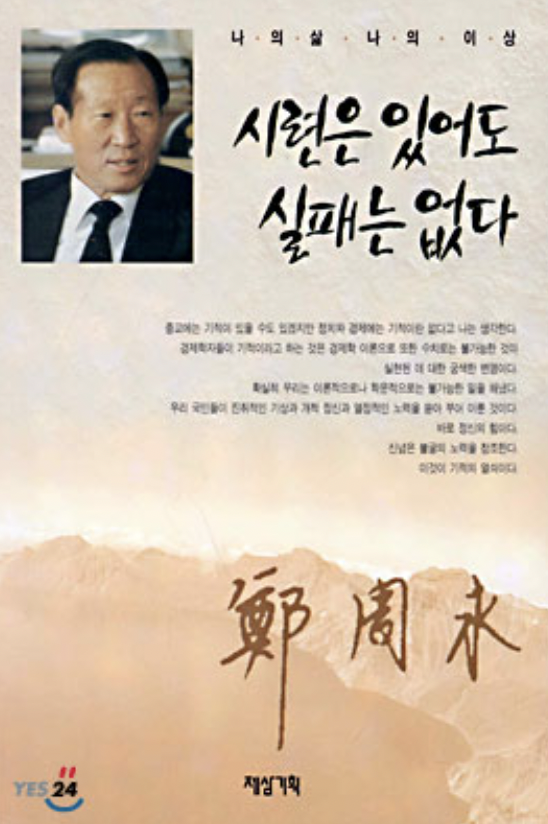 나·의·삶·나·의·이·상
시련은 있어도
실패는 없다
종교에는 기적이 있을 수도 있겠지만 정치와 경제에는 기적이란 없다고 나는 생각한다.
경제학자들이 기적이라고 하는 것은 경제학 이론으로 또한 수치로는 불가능한 것이
실현된 데 대한 궁색한 변명이다.
확실히 우리는 이론적으로나 학문적으로는 불가능한 일을 해냈다.
우리 국민들이 진취적인 기상과 개척 정신과 열정적인 노력을 쏟아 부어 이룬 것이다.
바로 정신의 힘이다.
신념은 불굴의 노력을 창조한다.
이것이 기적의 열쇠이다.
鄭周永
제삼기획
YES24